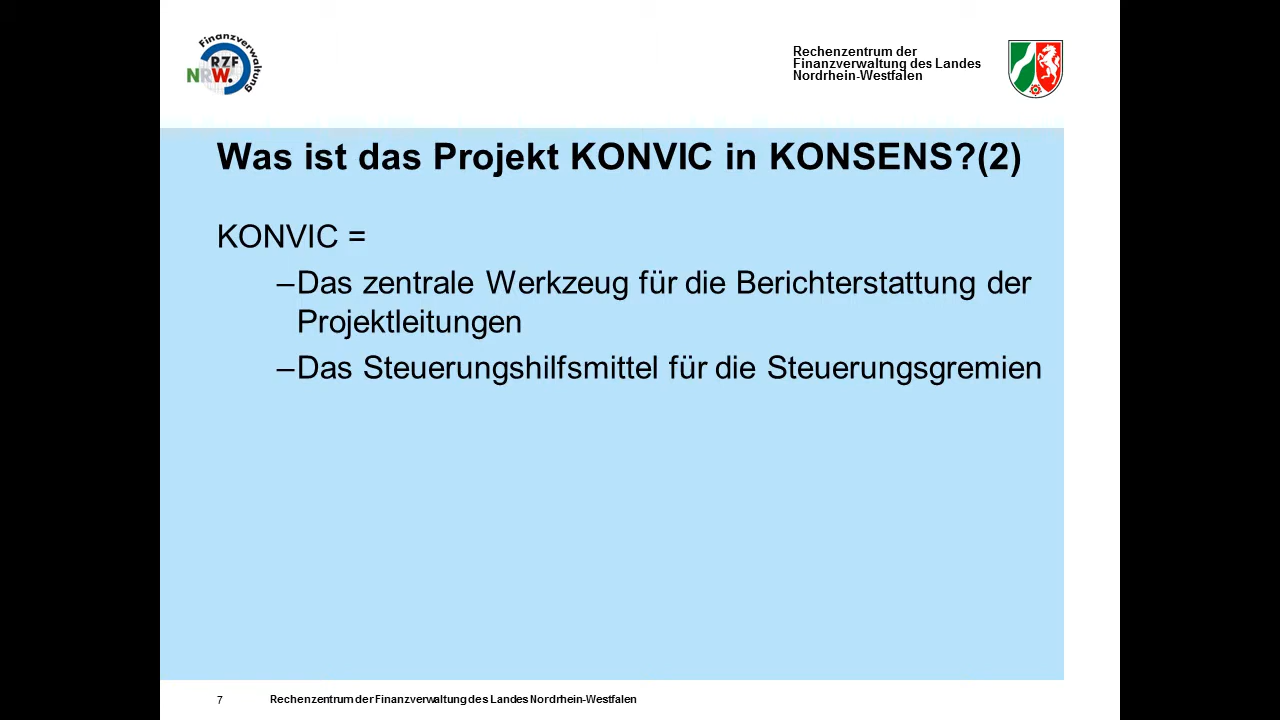 Finanzverwaltung
RZF
NRW.
Rechenzentrum der
Finanzverwaltung des Landes
Nordrhein-Westfalen
Was ist das Projekt KONVIC in KONSENS?(2)
KONVIC =
–Das zentrale Werkzeug für die Berichterstattung der
Projektleitungen
–Das Steuerungshilfsmittel für die Steuerungsgremien
7 Rechenzentrum der Finanzverwaltung des Landes Nordrhein-Westfalen